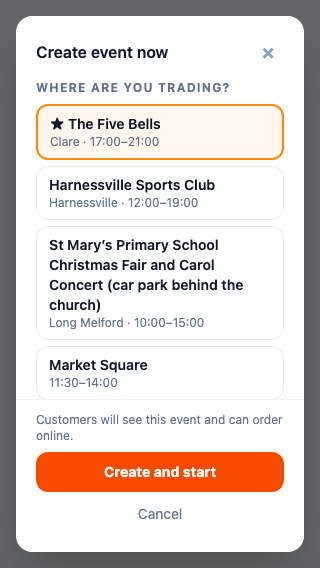 Create event now
WHERE ARE YOU TRADING?
★ The Five Bells
Clare · 17:00–21:00
Harnessville Sports Club
Harnessville · 12:00–19:00
St Mary’s Primary School
Christmas Fair and Carol
Concert (car park behind the
church)
Long Melford · 10:00–15:00
Market Square
11:30–14:00
Customers will see this event and can order
online.
Create and start
Cancel